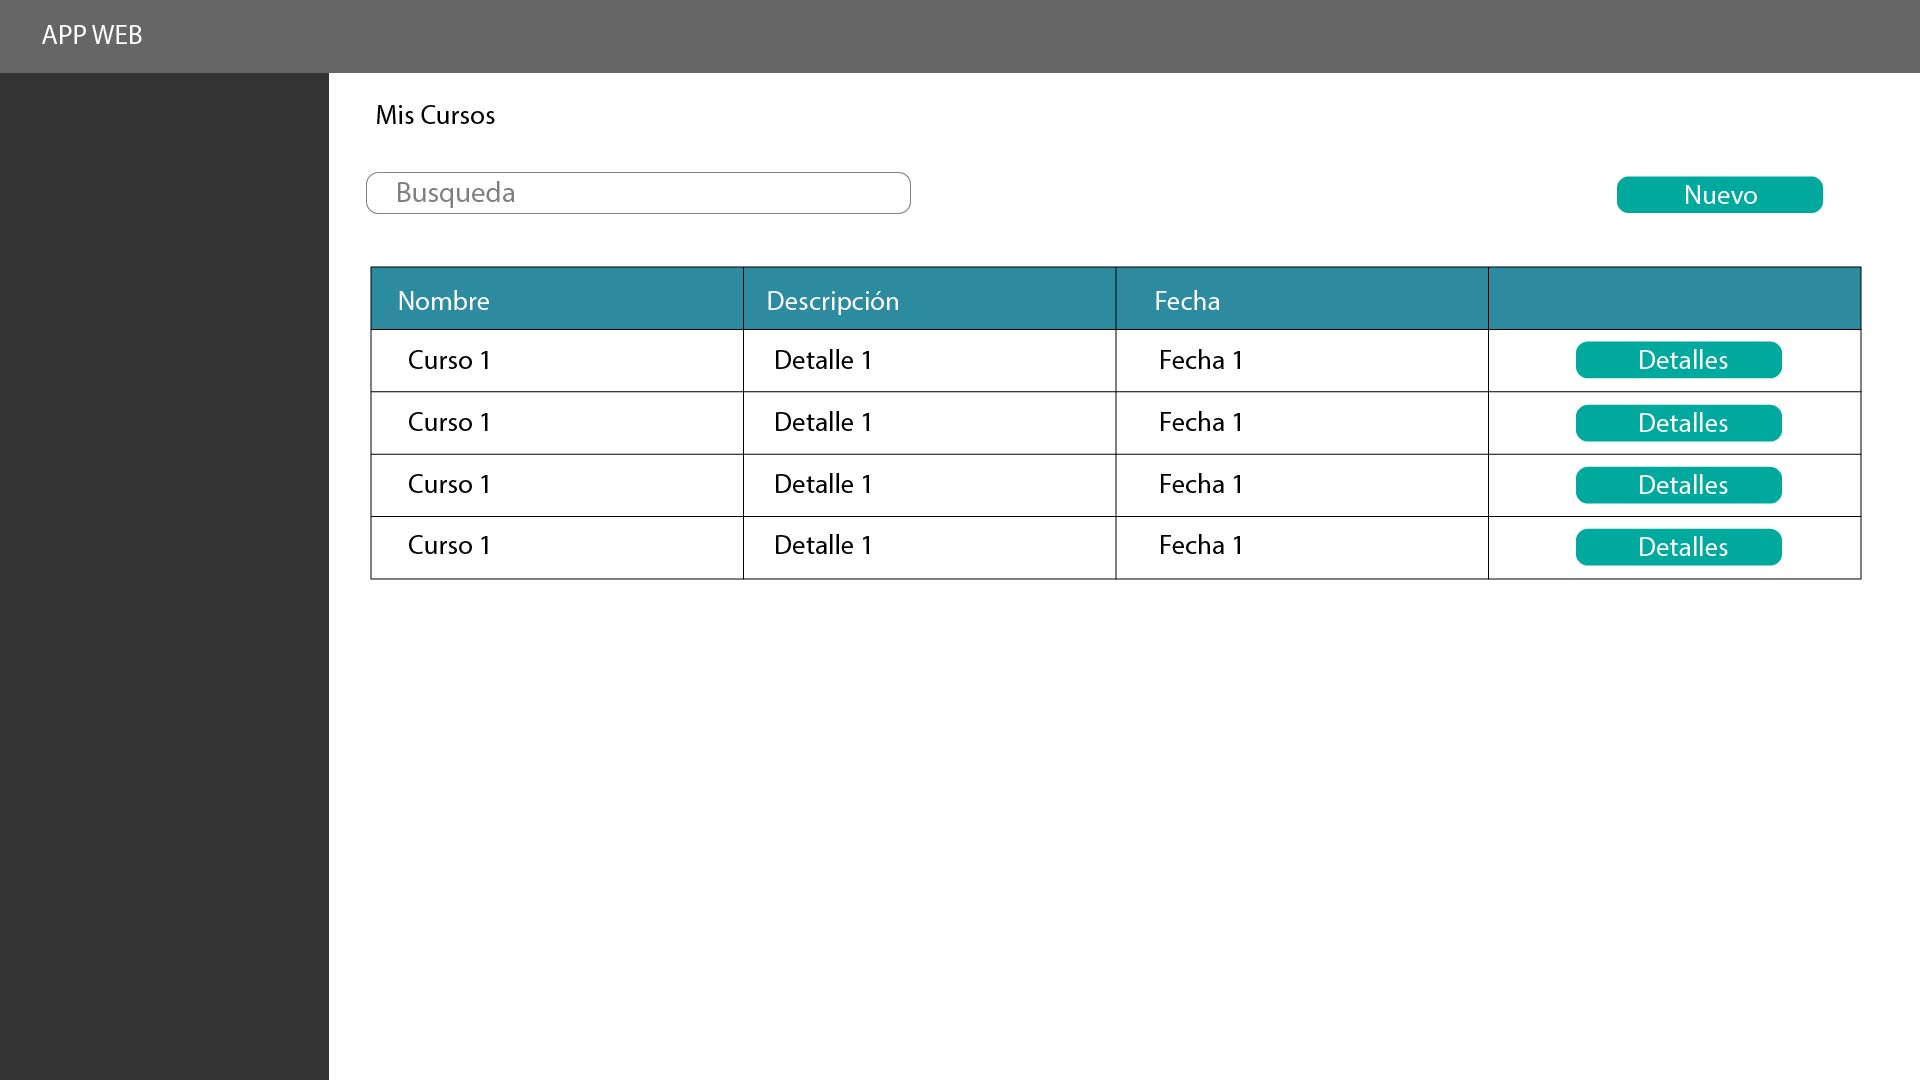 APP WEB
Mis Cursos
Busqueda
Nuevo
Nombre Descripción Fecha
Curso 1 Detalle 1 Fecha 1 Detalles
Curso 1 Detalle 1 Fecha 1 Detalles
Curso 1 Detalle 1 Fecha 1 Detalles
Curso 1 Detalle 1 Fecha 1 Detalles